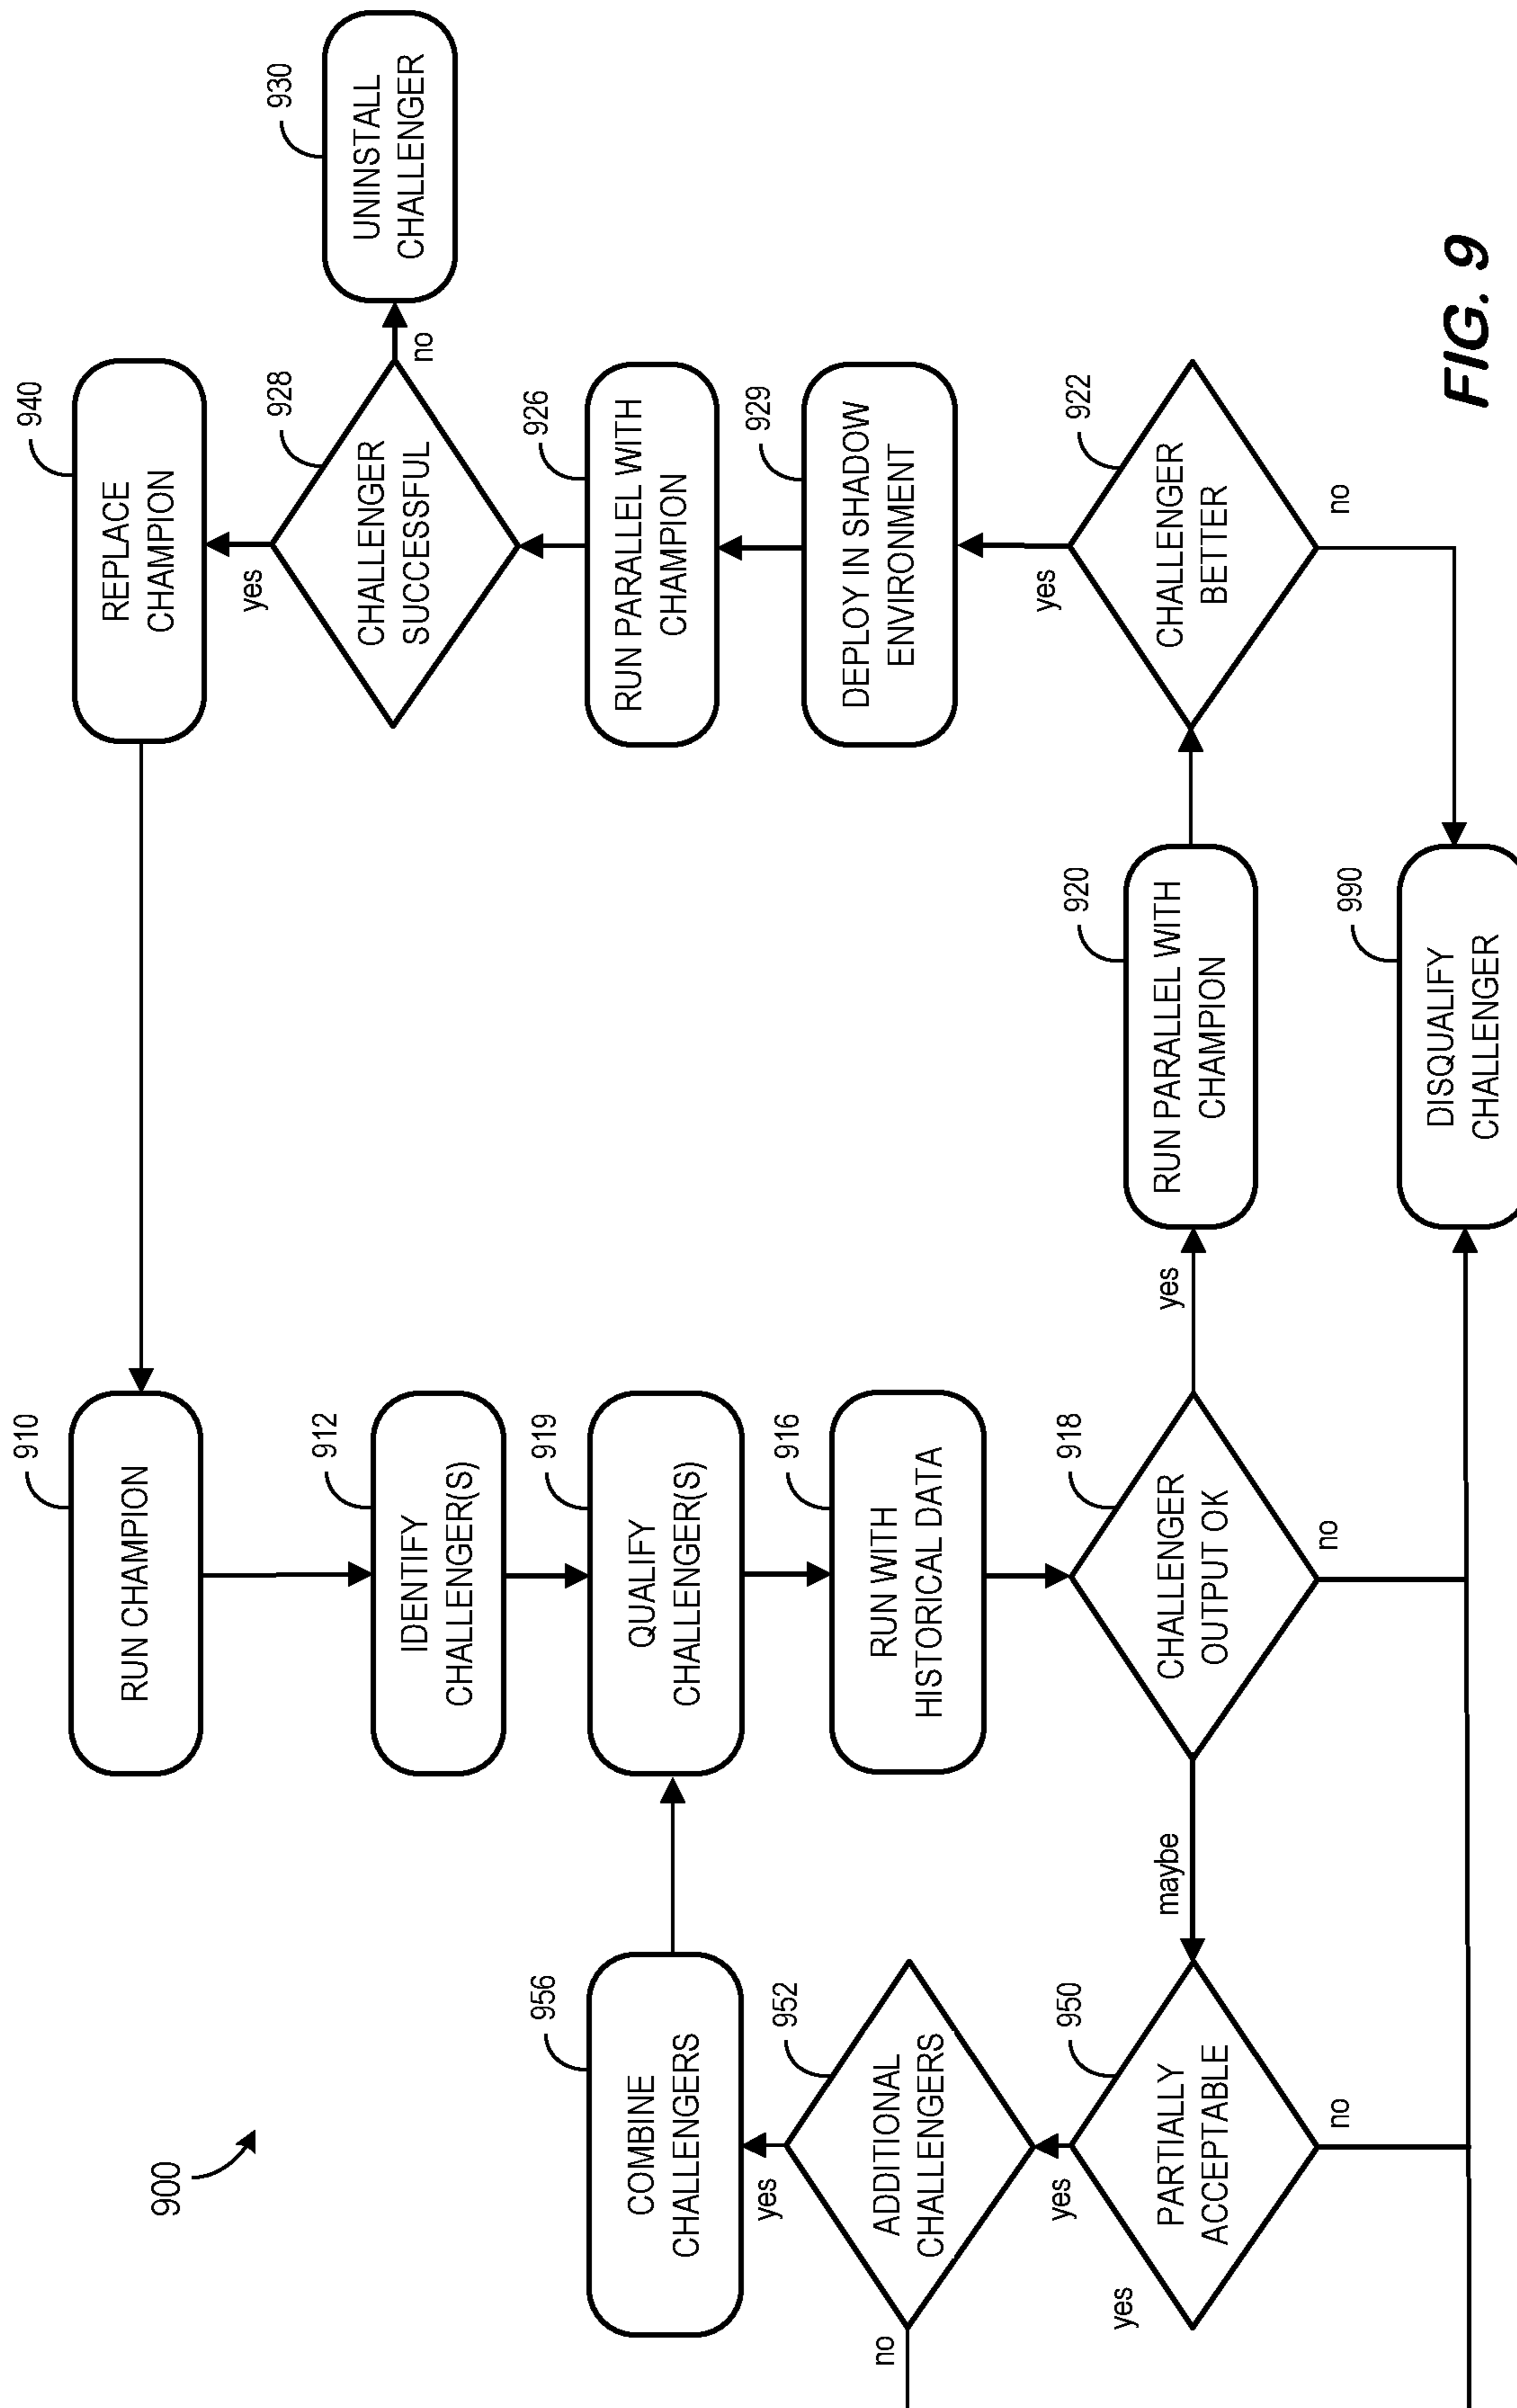 900
910
RUN CHAMPION
940
REPLACE
CHAMPION
912
IDENTIFY
CHALLENGER(S)
yes
928
CHALLENGER
SUCCESSFUL
no
930
UNINSTALL
CHALLENGER
956
COMBINE
CHALLENGERS
919
QUALIFY
CHALLENGER(S)
926
RUN PARALLEL WITH
CHAMPION
yes
952
ADDITIONAL
CHALLENGERS
no
916
RUN WITH
HISTORICAL DATA
929
DEPLOY IN SHADOW
ENVIRONMENT
yes
yes
950
PARTIALLY
ACCEPTABLE
no
maybe
918
CHALLENGER
OUTPUT OK
no
yes
920
RUN PARALLEL WITH
CHAMPION
yes
922
CHALLENGER
BETTER
no
990
DISQUALIFY
CHALLENGER
FIG. 9